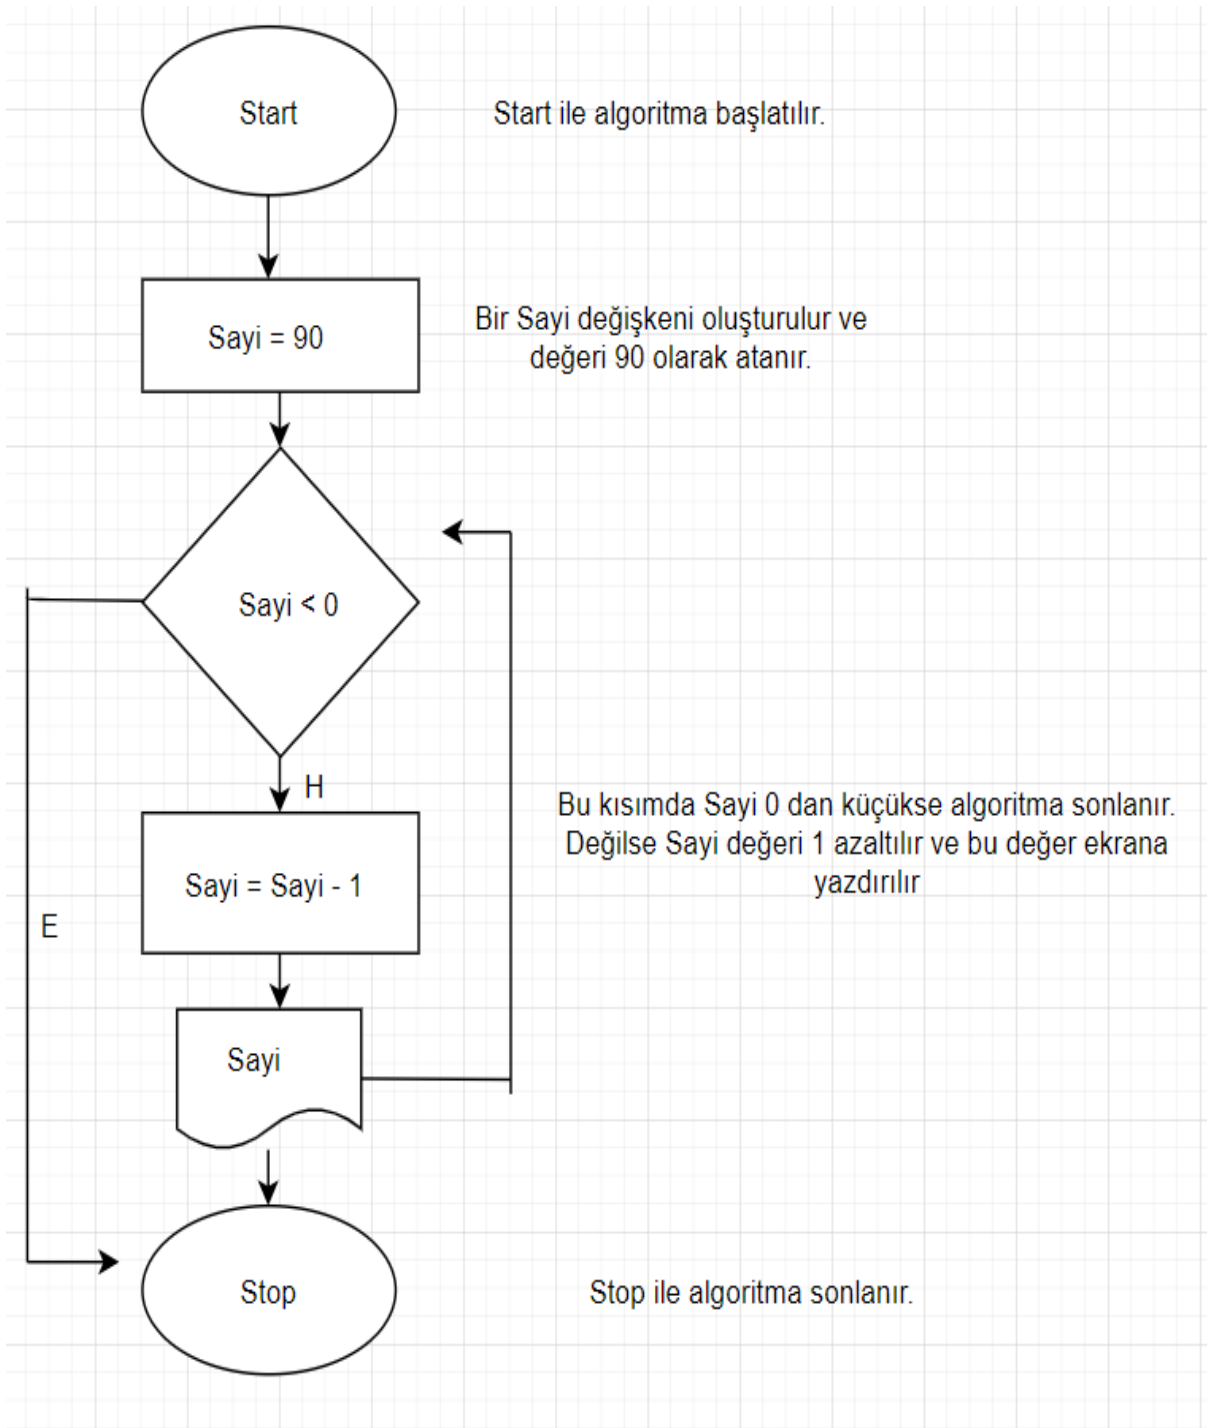 Start
Start ile algoritma başlatılır.
Sayi = 90
Bir Sayi değişkeni oluşturulur ve
değeri 90 olarak atanır.
Sayi < 0
H
Bu kısımda Sayi 0 dan küçükse algoritma sonlanır.
Değilse Sayi değeri 1 azaltılır ve bu değer ekrana
yazdırılır
Sayi = Sayi - 1
E
Sayi
Stop
Stop ile algoritma sonlanır.